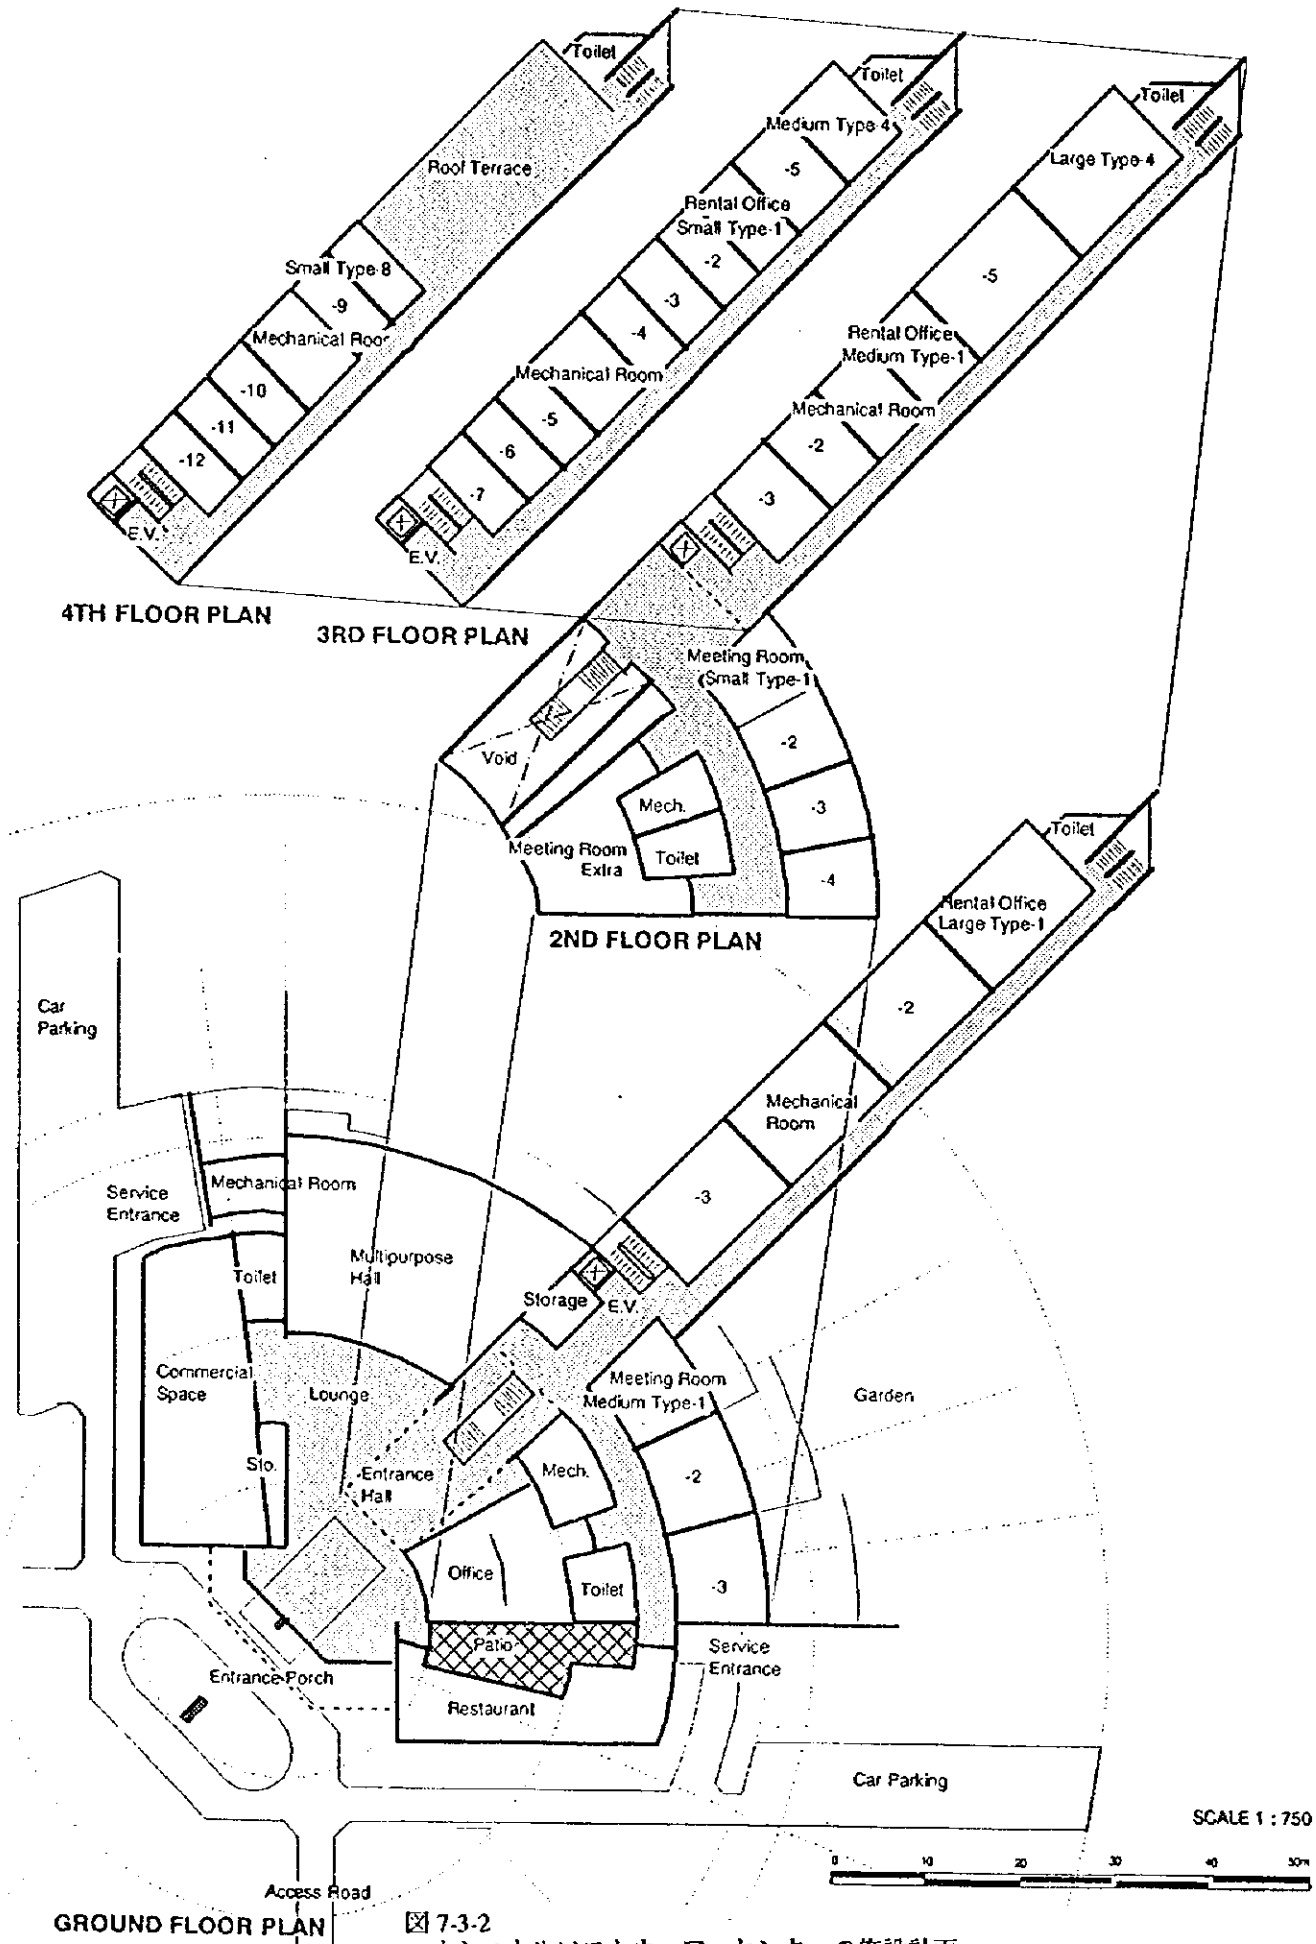 Toilet
Roof Terrace
Small Type-8
-9
Mechanical Roo
-10
-11
-12
E.V.
4TH FLOOR PLAN
Toilet
Medium Type-4
-5
Rental Office
Small Type-1
-2
-3
-4
Mechanical Room
-5
-6
-7
E.V.
3RD FLOOR PLAN
Toilet
Large Type-4
-5
Rental Office
Medium Type-1
Mechanical Room
-2
-3
Meeting Room
Small Type-1
-2
-3
-4
Void
Mech.
Toilet
Meeting Room
Extra
2ND FLOOR PLAN
Toilet
Rental Office
Large Type-1
-2
Mechanical
Room
-3
Car
Parking
Mechanical Room
Service
Entrance
Multipurpose
Hall
Toilet
Storage
E.V.
Commercial
Space
Lounge
Meeting Room
Medium Type-1
Garden
Sto.
Entrance
Hall
Mech.
-2
Office
Toilet
-3
Patio
Service
Entrance
Entrance Porch
Restaurant
Car Parking
SCALE 1 : 750
0 10 20 30 40 50m
Access Road
GROUND FLOOR PLAN
図 7-3-2